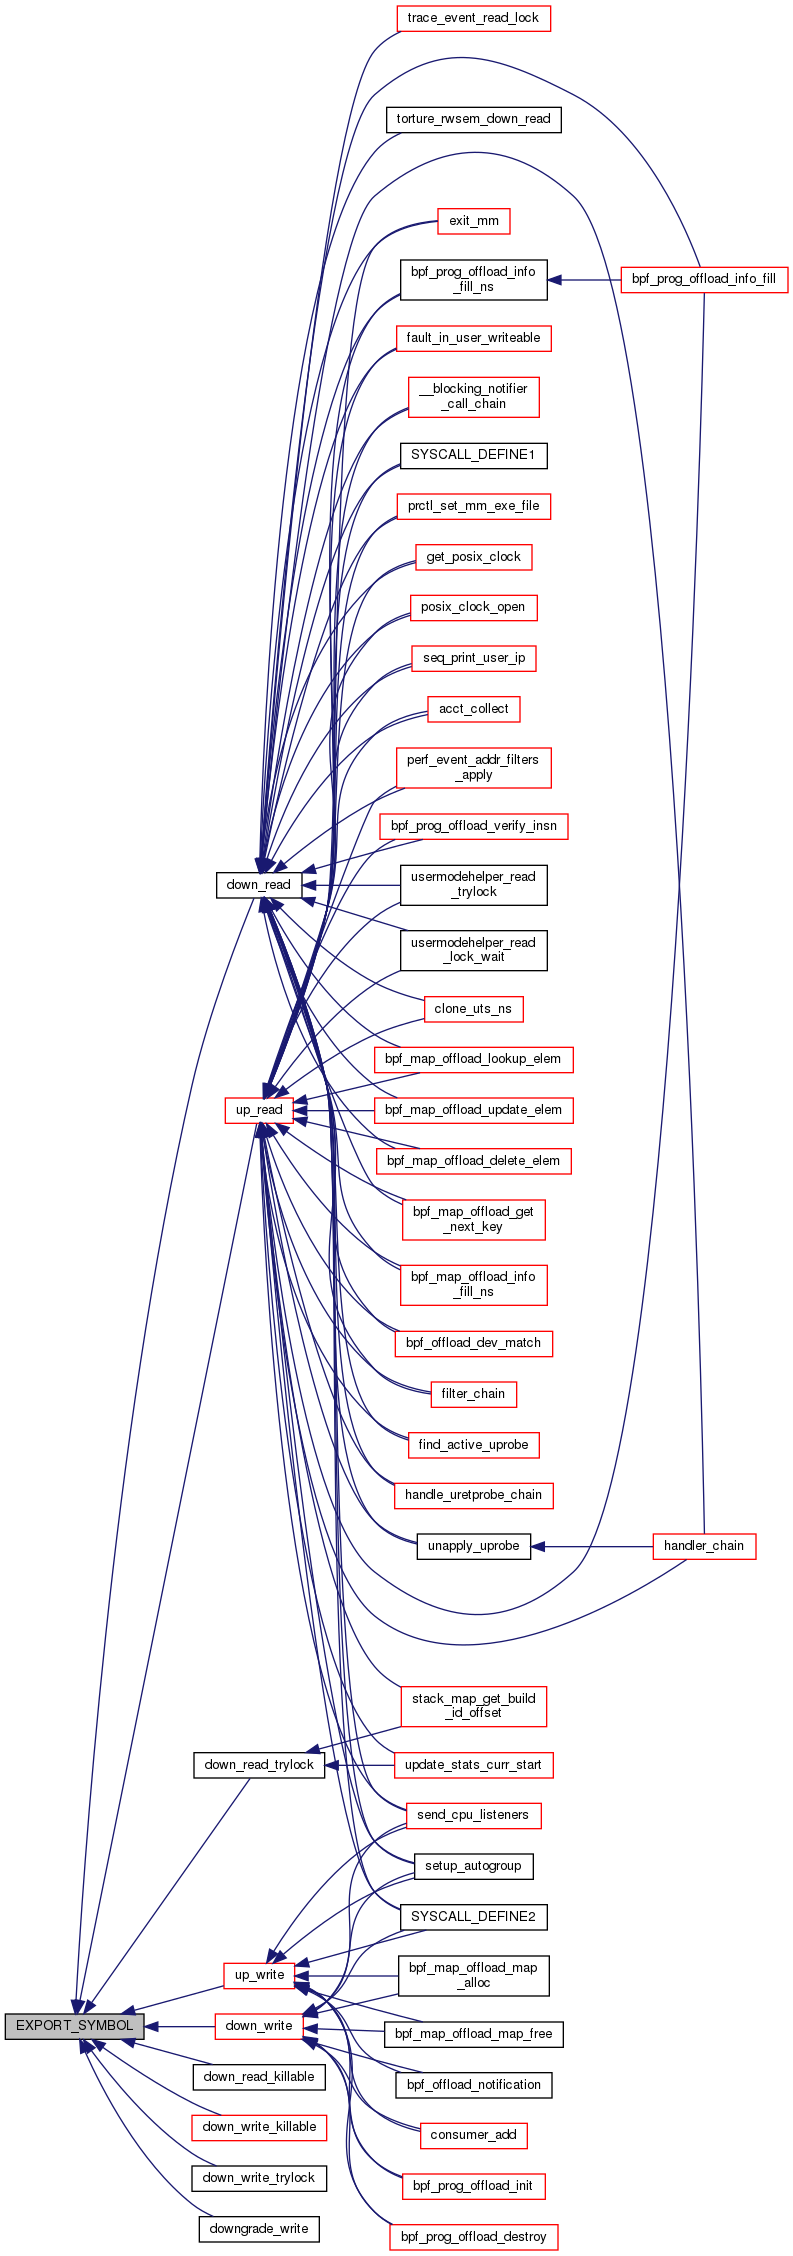 trace_event_read_lock
torture_rwsem_down_read
exit_mm
bpf_prog_offload_info
_fill_ns
bpf_prog_offload_info_fill
fault_in_user_writeable
__blocking_notifier
_call_chain
SYSCALL_DEFINE1
prctl_set_mm_exe_file
get_posix_clock
posix_clock_open
seq_print_user_ip
acct_collect
perf_event_addr_filters
_apply
bpf_prog_offload_verify_insn
down_read
usermodehelper_read
_trylock
usermodehelper_read
_lock_wait
clone_uts_ns
bpf_map_offload_lookup_elem
up_read
bpf_map_offload_update_elem
bpf_map_offload_delete_elem
bpf_map_offload_get
_next_key
bpf_map_offload_info
_fill_ns
bpf_offload_dev_match
filter_chain
find_active_uprobe
handle_uretprobe_chain
unapply_uprobe
handler_chain
stack_map_get_build
_id_offset
down_read_trylock
update_stats_curr_start
send_cpu_listeners
setup_autogroup
SYSCALL_DEFINE2
up_write
bpf_map_offload_map
_alloc
EXPORT_SYMBOL
down_write
bpf_map_offload_map_free
down_read_killable
bpf_offload_notification
down_write_killable
consumer_add
down_write_trylock
bpf_prog_offload_init
downgrade_write
bpf_prog_offload_destroy